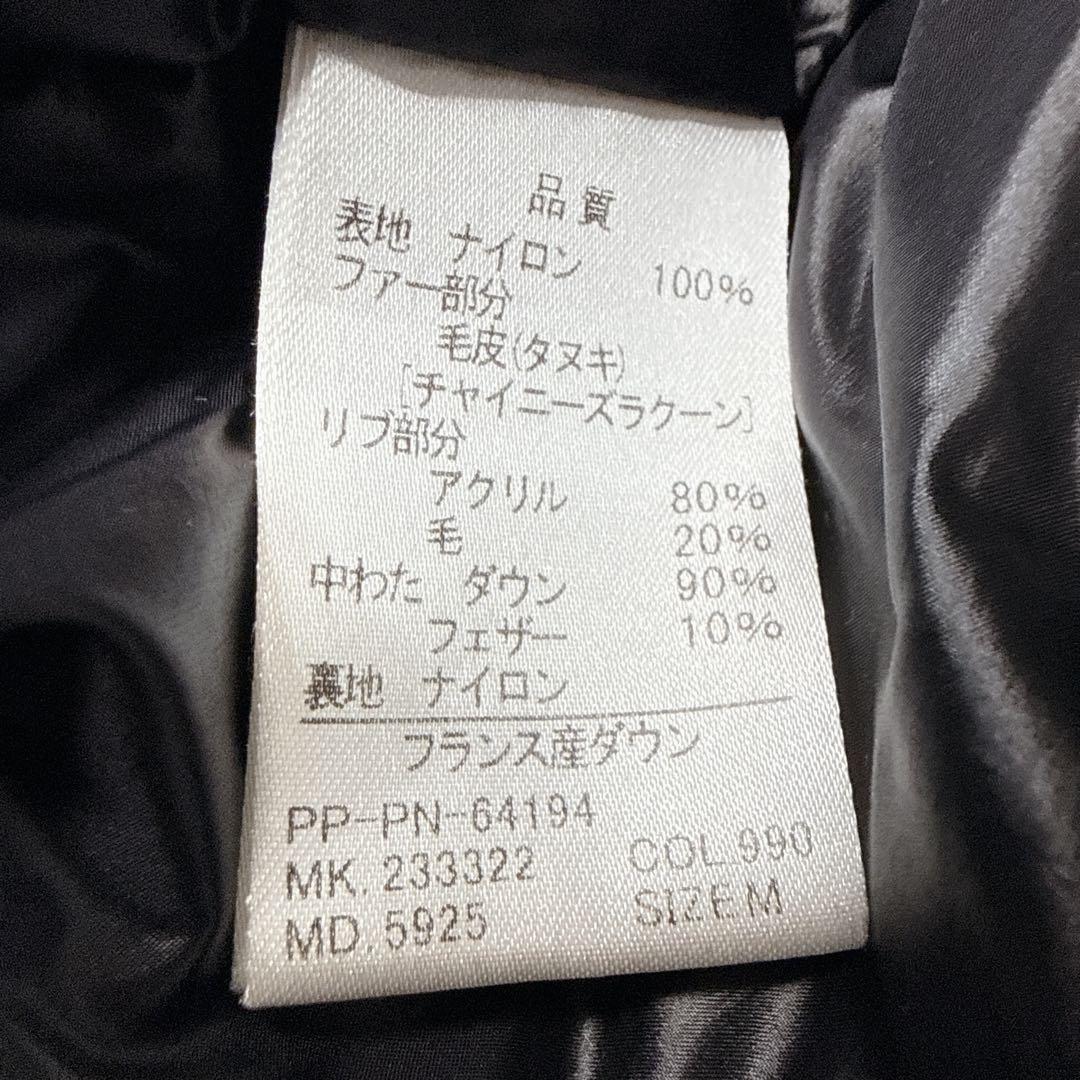 品質
表地 ナイロン 100%
ファー部分
毛皮(タヌキ)
[チャイニーズラクーン]
リブ部分
アクリル 80%
毛 20%
中わた ダウン 90%
フェザー 10%
裏地 ナイロン
フランス産ダウン
PP-PN-64194
MK. 233322 COL.990
MD. 5925 SIZE M